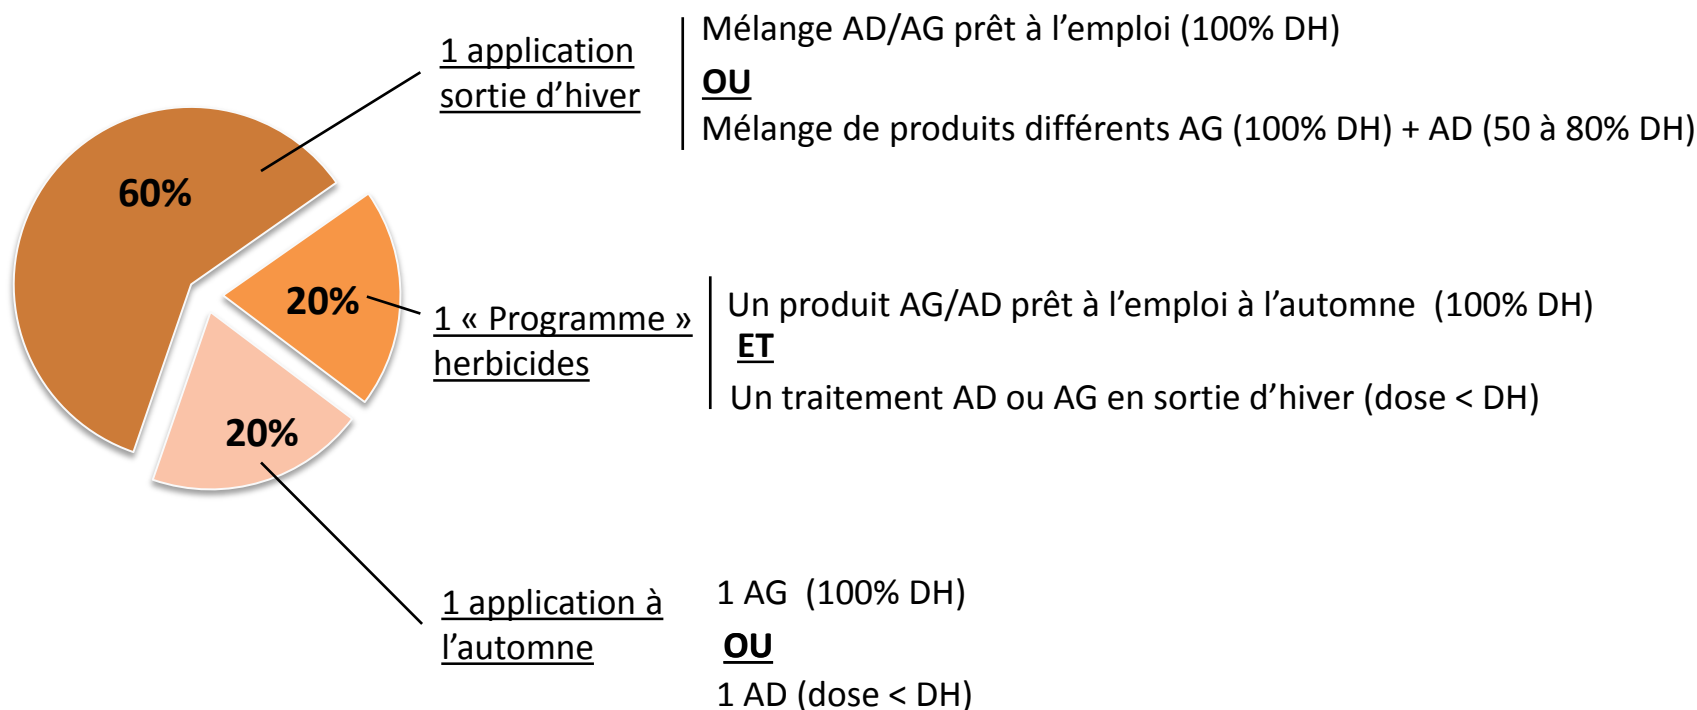 1 application
sortie d’hiver
Mélange AD/AG prêt à l’emploi (100% DH)
OU
Mélange de produits différents AG (100% DH) + AD (50 à 80% DH)
60%
20%
1 « Programme »
herbicides
Un produit AG/AD prêt à l’emploi à l’automne (100% DH)
ET
Un traitement AD ou AG en sortie d’hiver (dose < DH)
20%
1 application à
l’automne
1 AG (100% DH)
OU
1 AD (dose < DH)